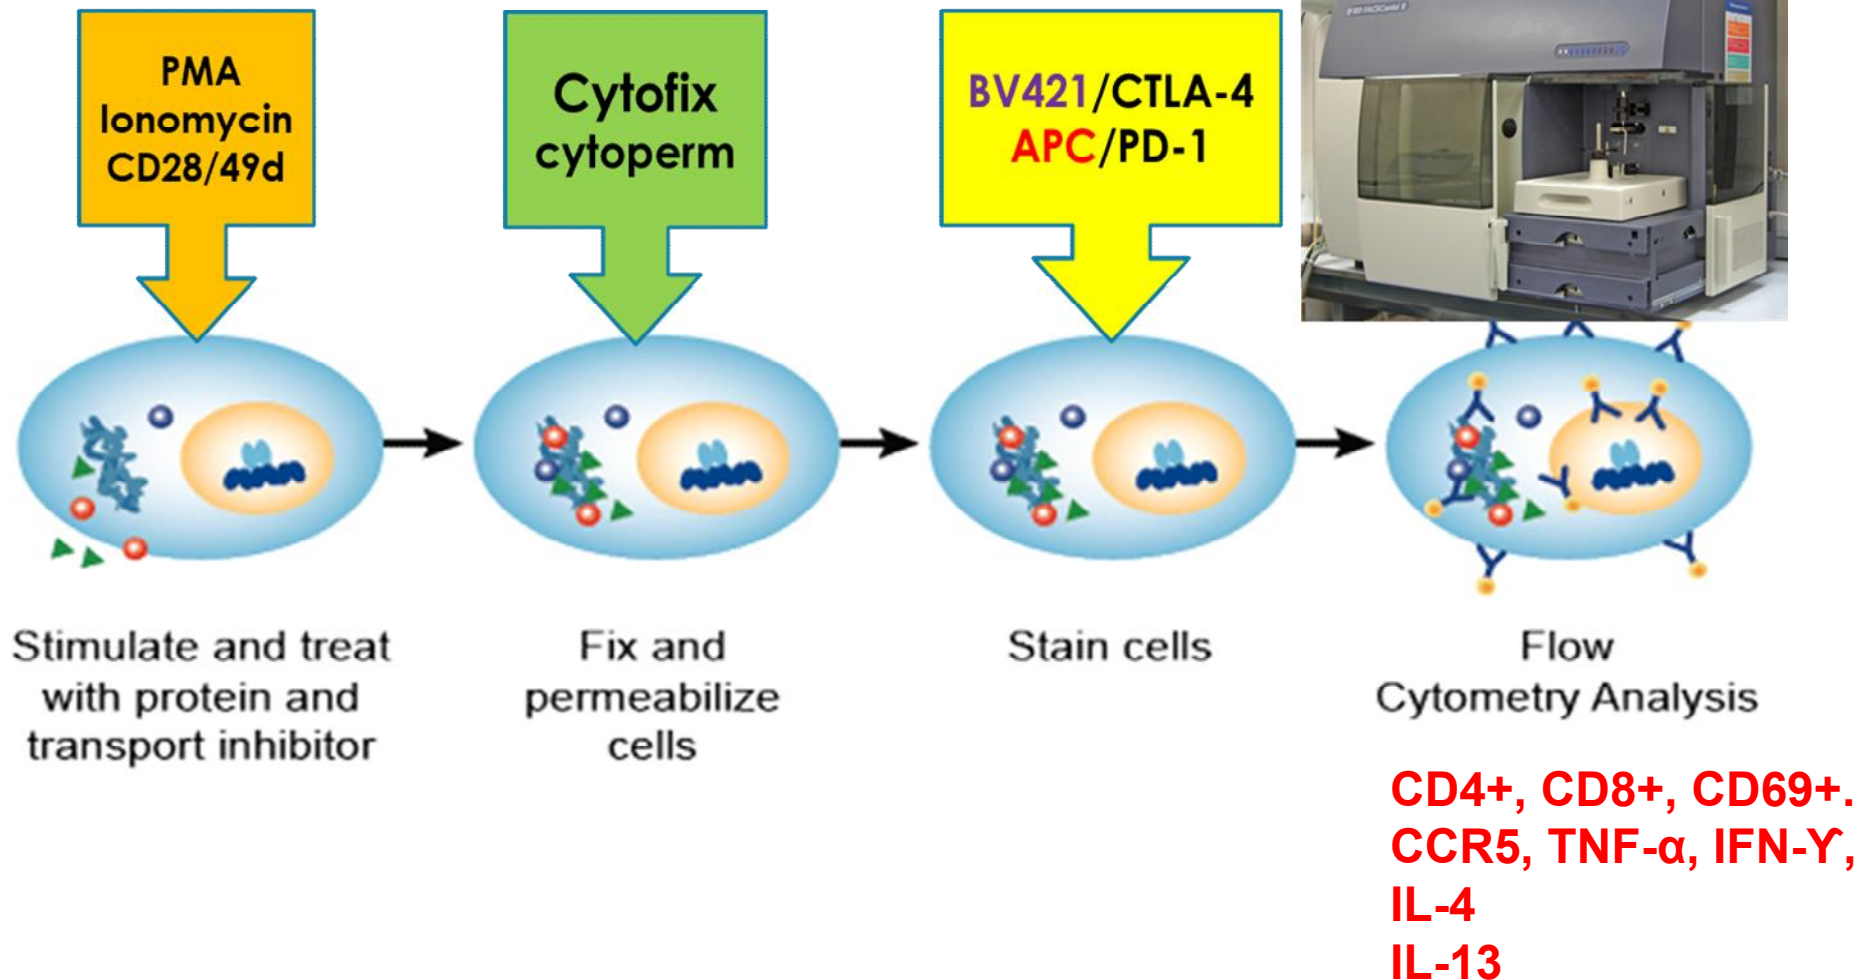 PMA
Ionomycin
CD28/49d
Cytofix
cytoperm
BV421/CTLA-4
APC/PD-1
Stimulate and treat
with protein and
transport inhibitor
Fix and
permeabilize
cells
Stain cells
Flow
Cytometry Analysis
CD4+, CD8+, CD69+.
CCR5, TNF-α, IFN-ϒ,
IL-4
IL-13